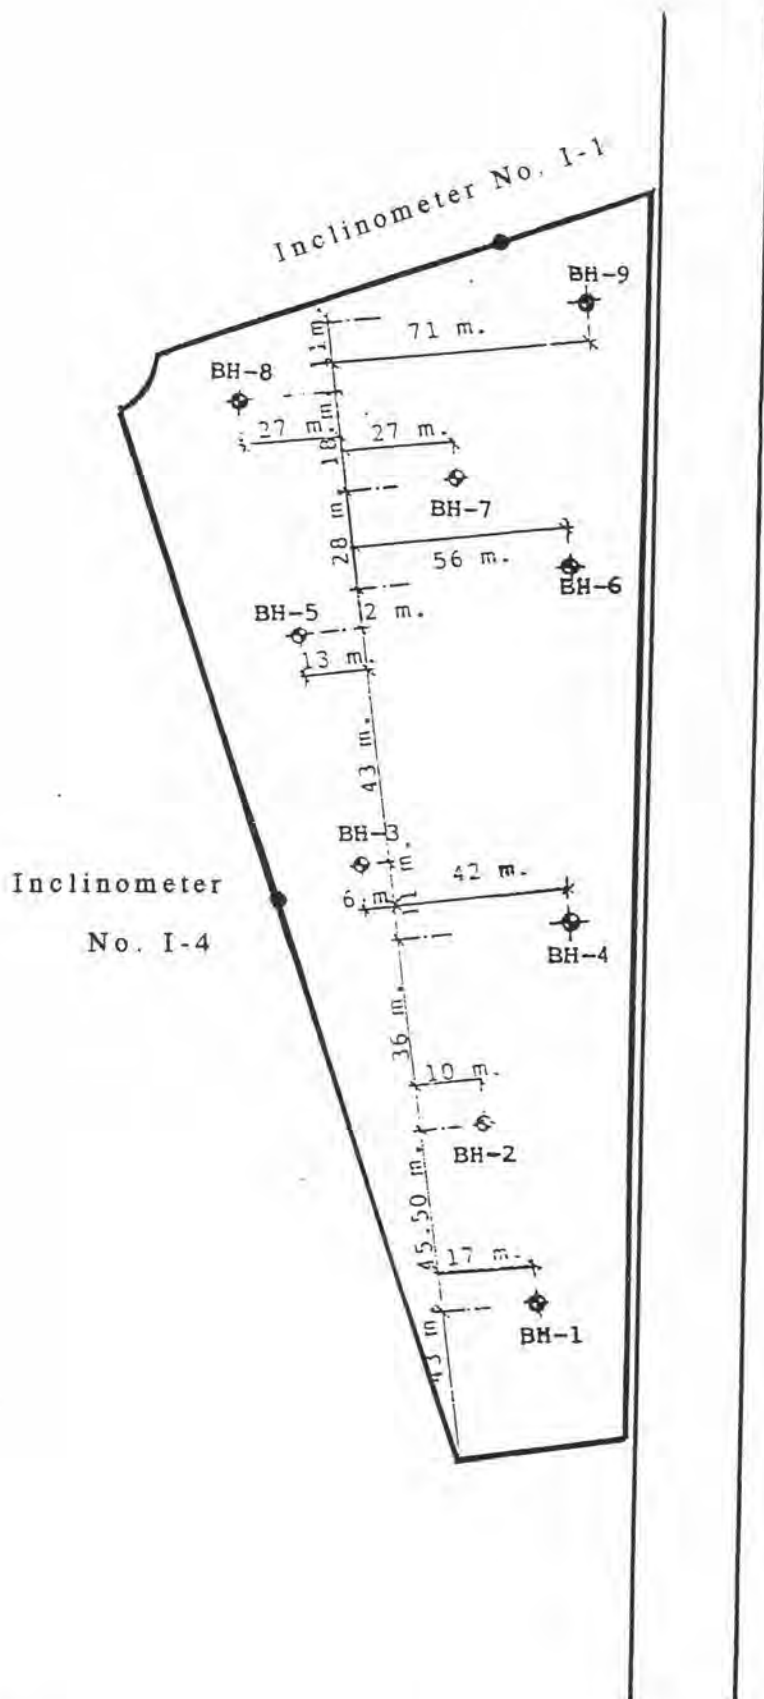 Inclinometer No. I-1
BH-9
71 m.
BH-8
27 m
18.m
27 m.
BH-7
28 m.
56 m.
BH-6
BH-5
2 m.
13 m.
43 m.
BH-3
Inclinometer
No. I-4
6 m
42 m.
BH-4
36 m.
10 m.
BH-2
45.50 m.
17 m.
BH-1
43 m